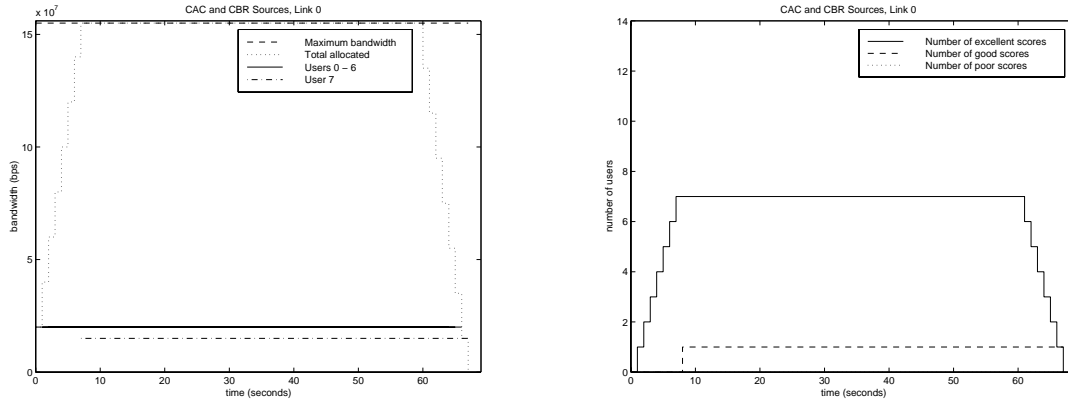 CAC and CBR Sources, Link 0
x 10^7
15
10
5
0
bandwidth (bps)
Maximum bandwidth
Total allocated
Users 0 – 6
User 7
0 10 20 30 40 50 60
time (seconds)
CAC and CBR Sources, Link 0
14
12
10
8
6
4
2
0
number of users
Number of excellent scores
Number of good scores
Number of poor scores
0 10 20 30 40 50 60
time (seconds)